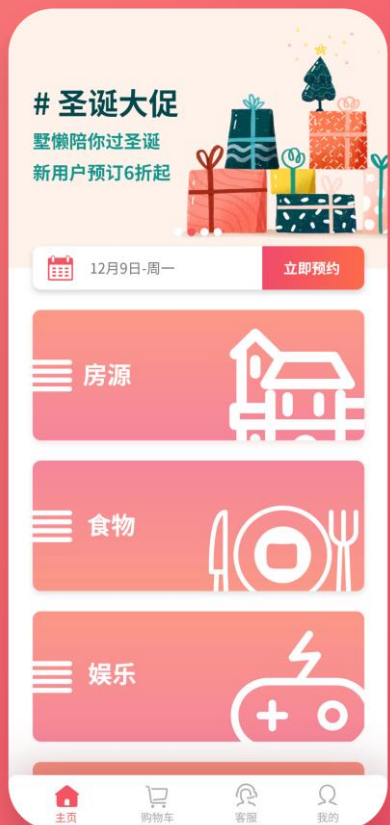 # 圣诞大促
墅懒陪你过圣诞
新用户预订6折起
12月9日-周一
立即预约
房源
食物
娱乐
主页
购物车
客服
我的